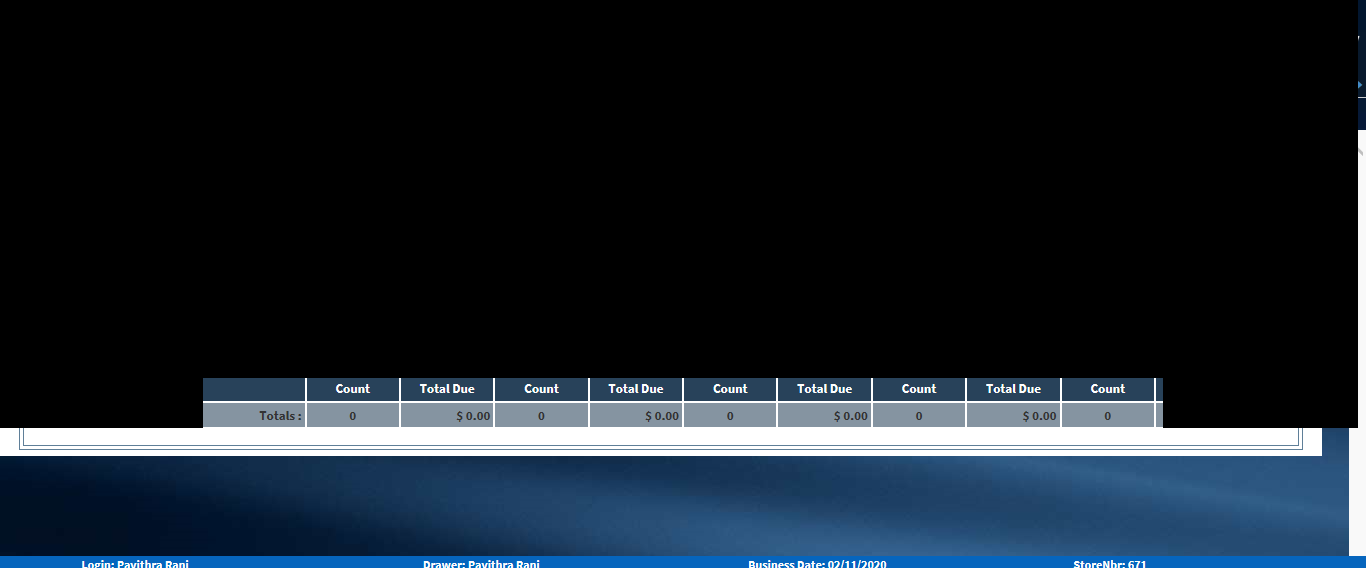 Count Total Due Count Total Due Count Total Due Count Total Due Count
Totals : 0 $ 0.00 0 $ 0.00 0 $ 0.00 0 $ 0.00 0
Login: Pavithra Rani Drawer: Pavithra Rani Business Date: 02/11/2020 StoreNbr: 671